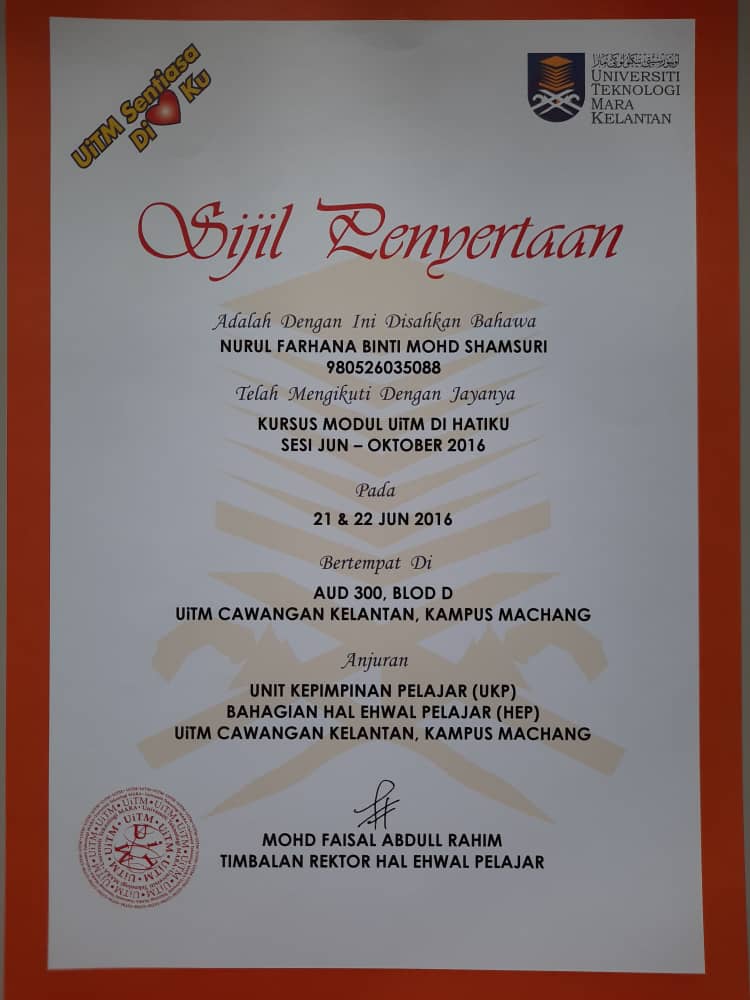 UiTM Sentiasa
Di Ku
UNIVERSITI
TEKNOLOGI
MARA
KELANTAN
Sijil Penyertaan
Adalah Dengan Ini Disahkan Bahawa
NURUL FARHANA BINTI MOHD SHAMSURI
980526035088
Telah Mengikuti Dengan Jayanya
KURSUS MODUL UiTM DI HATIKU
SESI JUN – OKTOBER 2016
Pada
21 & 22 JUN 2016
Bertempat Di
AUD 300, BLOD D
UiTM CAWANGAN KELANTAN, KAMPUS MACHANG
Anjuran
UNIT KEPIMPINAN PELAJAR (UKP)
BAHAGIAN HAL EHWAL PELAJAR (HEP)
UiTM CAWANGAN KELANTAN, KAMPUS MACHANG
MOHD FAISAL ABDULL RAHIM
TIMBALAN REKTOR HAL EHWAL PELAJAR